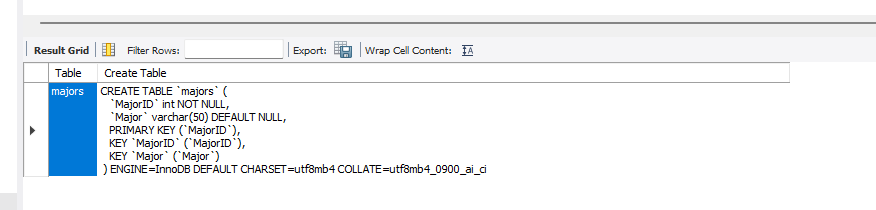 Result Grid Filter Rows: Export: Wrap Cell Content: IA
Table Create Table
majors CREATE TABLE `majors` (
`MajorID` int NOT NULL,
`Major` varchar(50) DEFAULT NULL,
PRIMARY KEY (`MajorID`),
KEY `MajorID` (`MajorID`),
KEY `Major` (`Major`)
) ENGINE=InnoDB DEFAULT CHARSET=utf8mb4 COLLATE=utf8mb4_0900_ai_ci